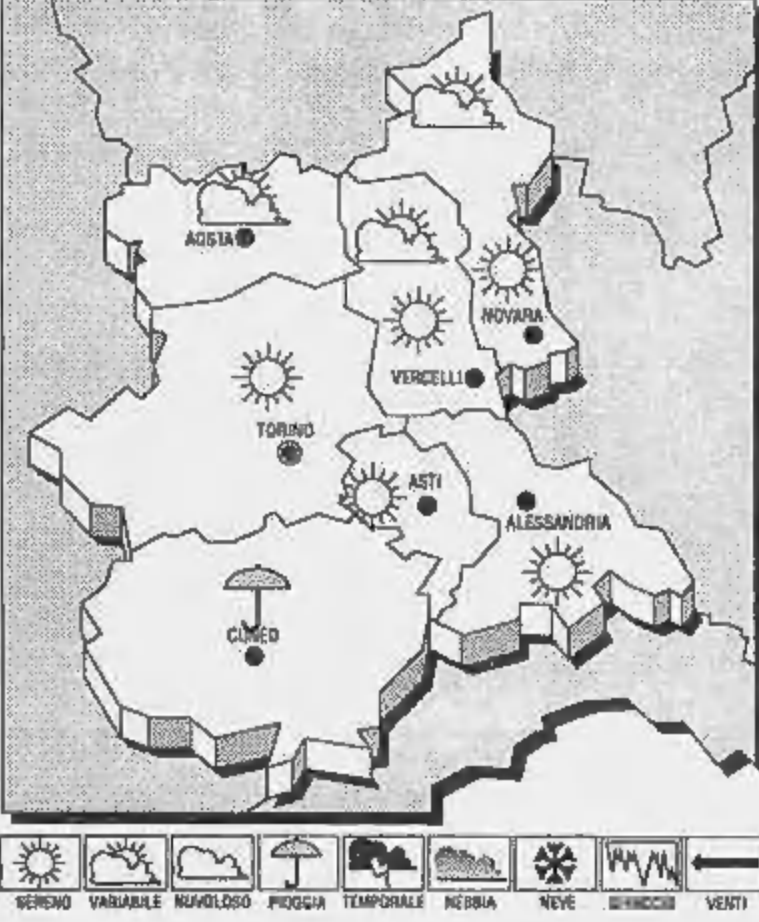 AOSTA
NOVARA
VERCELLI
TORINO
ASTI
ALESSANDRIA
CUNEO
SERENO VARIABILE NUVOLOSO PIOGGIA TEMPORALE NEBBIA NEVE VENTI